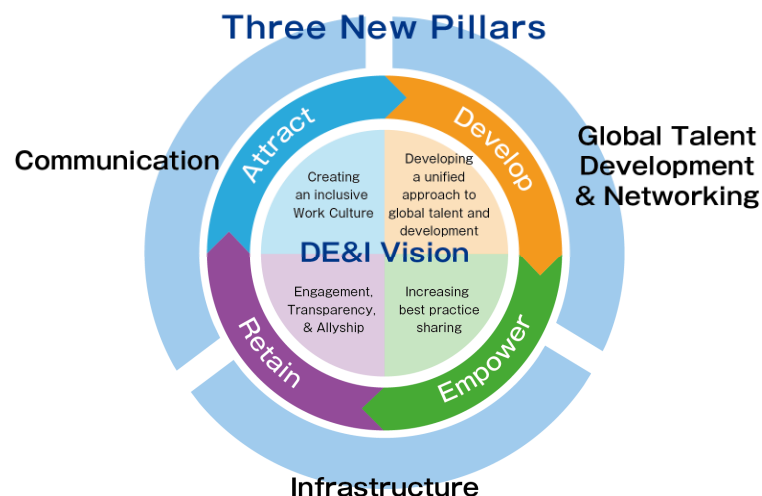 Three New Pillars
Communication
Global Talent
Development
& Networking
Infrastructure
Attract
Develop
Empower
Retain
Creating
an inclusive
Work Culture
Developing
a unified
approach to
global talent and
development
DE&I Vision
Engagement,
Transparency,
& Allyship
Increasing
best practice
sharing